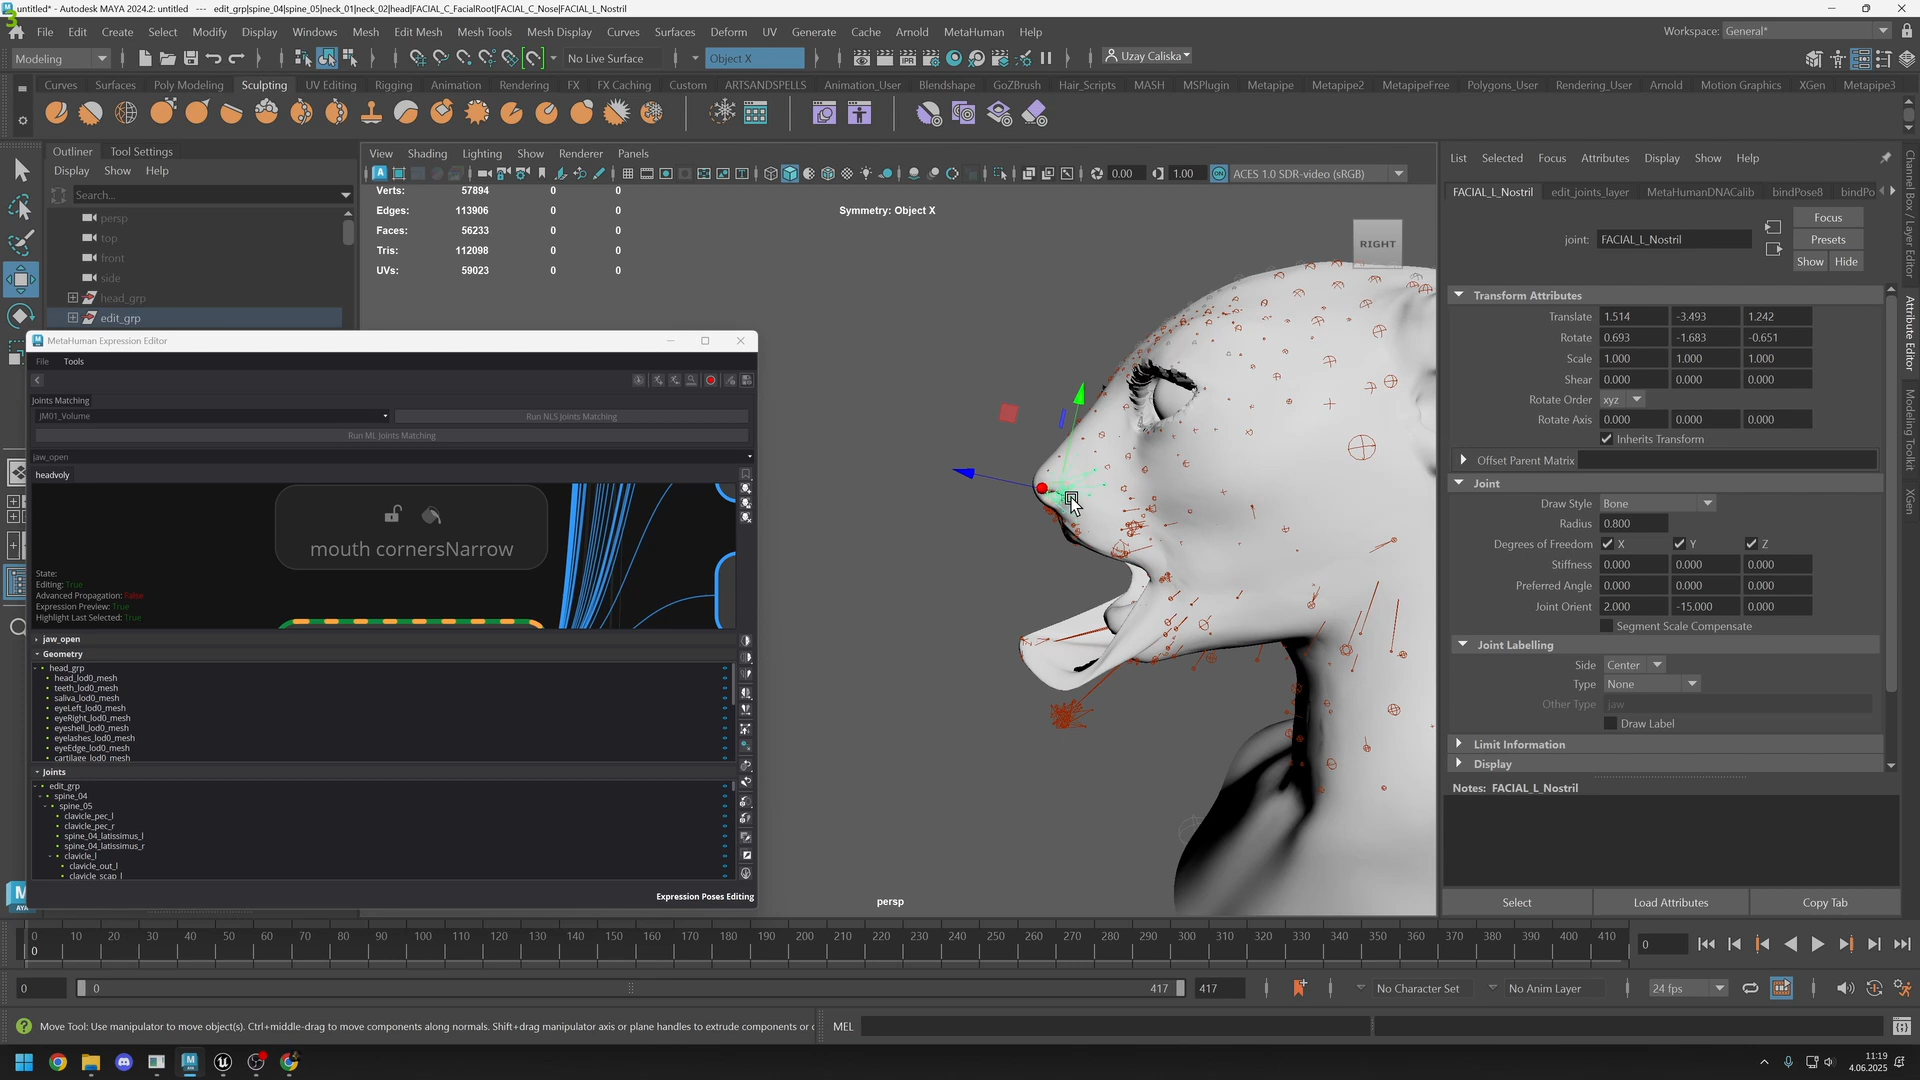 untitled* - Autodesk MAYA 2024.2: untitled --- edit_grp|spine_04|spine_05|neck_01|neck_02|head|FACIAL_C_FacialRoot|FACIAL_C_Nose|FACIAL_L_Nostril
3
File Edit Create Select Modify Display Windows Mesh Edit Mesh Mesh Tools Mesh Display Curves Surfaces Deform UV Generate Cache Arnold MetaHuman Help
Workspace: General*
Modeling No Live Surface Object X Uzay Caliska
Curves Surfaces Poly Modeling Sculpting UV Editing Rigging Animation Rendering FX FX Caching Custom ARTSANDSPELLS Animation_User Blendshape GoZBrush Hair_Scripts MASH MSPlugin Metapipe Metapipe2 MetapipeFree Polygons_User Rendering_User Arnold Motion Graphics XGen Metapipe3
Outliner Tool Settings
Display Show Help
Search...
persp
top
front
side
head_grp
edit_grp
View Shading Lighting Show Renderer Panels
0.00 1.00 ACES 1.0 SDR-video (sRGB)
Verts: 57894 0 0
Edges: 113906 0 0
Faces: 56233 0 0
Tris: 112098 0 0
UVs: 59023 0 0
Symmetry: Object X
RIGHT
persp
MetaHuman Expression Editor
File Tools
Joints Matching
JM01_Volume
Run NLS Joints Matching
Run ML Joints Matching
jaw_open
headvoly
mouth cornersNarrow
State:
Editing: True
Advanced Propagation: False
Expression Preview: True
Highlight Last Selected: True
jaw_open
Geometry
head_grp
head_lod0_mesh
teeth_lod0_mesh
saliva_lod0_mesh
eyeLeft_lod0_mesh
eyeRight_lod0_mesh
eyeshell_lod0_mesh
eyelashes_lod0_mesh
eyeEdge_lod0_mesh
cartilage_lod0_mesh
Joints
edit_grp
spine_04
spine_05
clavicle_pec_l
clavicle_pec_r
spine_04_latissimus_l
spine_04_latissimus_r
clavicle_l
clavicle_out_l
clavicle_scap_l
Expression Poses Editing
List Selected Focus Attributes Display Show Help
FACIAL_L_Nostril edit_joints_layer MetaHumanDNACalib bindPose8 bindPo
joint: FACIAL_L_Nostril
Focus
Presets
Show Hide
Transform Attributes
Translate 1.514 -3.493 1.242
Rotate 0.693 -1.683 -0.651
Scale 1.000 1.000 1.000
Shear 0.000 0.000 0.000
Rotate Order xyz
Rotate Axis 0.000 0.000 0.000
Inherits Transform
Offset Parent Matrix
Joint
Draw Style Bone
Radius 0.800
Degrees of Freedom X Y Z
Stiffness 0.000 0.000 0.000
Preferred Angle 0.000 0.000 0.000
Joint Orient 2.000 -15.000 0.000
Segment Scale Compensate
Joint Labelling
Side Center
Type None
Other Type jaw
Draw Label
Limit Information
Display
Notes: FACIAL_L_Nostril
Select Load Attributes Copy Tab
Channel Box / Layer Editor
Attribute Editor
Modeling Toolkit
XGen
0 10 20 30 40 50 60 70 80 90 100 110 120 130 140 150 160 170 180 190 200 210 220 230 240 250 260 270 280 290 300 310 320 330 340 350 360 370 380 390 400 410
0
0
0 0 417 417 No Character Set No Anim Layer 24 fps
Move Tool: Use manipulator to move object(s). Ctrl+middle-drag to move components along normals. Shift+drag manipulator axis or plane handles to extrude components or
MEL
11:19
4.06.2025